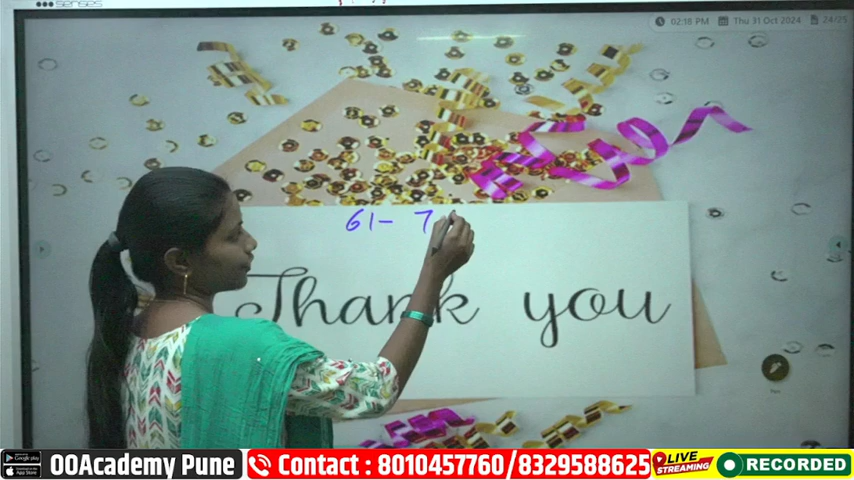 senses
02:18 PM Thu 31 Oct 2024 24/25
61- 7
Thank you
OOAcademy Pune Contact : 8010457760/8329588625 LIVE STREAMING RECORDED